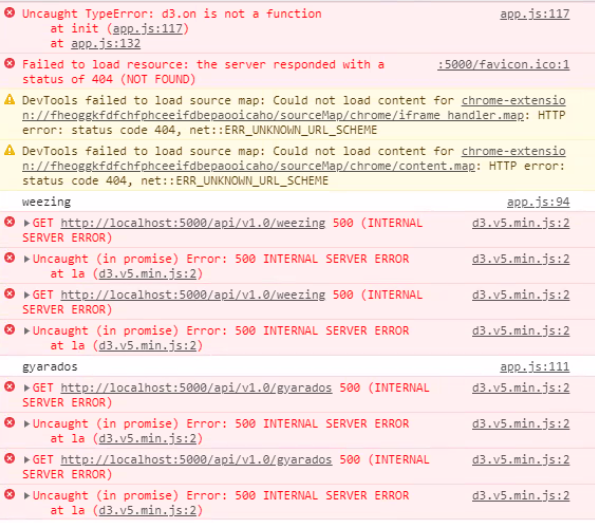 Uncaught TypeError: d3.on is not a function app.js:117
at init (app.js:117)
at app.js:132
Failed to load resource: the server responded with a :5000/favicon.ico:1
status of 404 (NOT FOUND)
DevTools failed to load source map: Could not load content for chrome-extensio
n://fheoggkfdfchfphceeifdbepaooicaho/sourceMap/chrome/iframe_handler.map: HTTP
error: status code 404, net::ERR_UNKNOWN_URL_SCHEME
DevTools failed to load source map: Could not load content for chrome-extensio
n://fheoggkfdfchfphceeifdbepaooicaho/sourceMap/chrome/content.map: HTTP error:
status code 404, net::ERR_UNKNOWN_URL_SCHEME
weezing app.js:94
GET http://localhost:5000/api/v1.0/weezing 500 (INTERNAL d3.v5.min.js:2
SERVER ERROR)
Uncaught (in promise) Error: 500 INTERNAL SERVER ERROR d3.v5.min.js:2
at la (d3.v5.min.js:2)
GET http://localhost:5000/api/v1.0/weezing 500 (INTERNAL d3.v5.min.js:2
SERVER ERROR)
Uncaught (in promise) Error: 500 INTERNAL SERVER ERROR d3.v5.min.js:2
at la (d3.v5.min.js:2)
gyarados app.js:111
GET http://localhost:5000/api/v1.0/gyarados 500 (INTERNAL d3.v5.min.js:2
SERVER ERROR)
Uncaught (in promise) Error: 500 INTERNAL SERVER ERROR d3.v5.min.js:2
at la (d3.v5.min.js:2)
GET http://localhost:5000/api/v1.0/gyarados 500 (INTERNAL d3.v5.min.js:2
SERVER ERROR)
Uncaught (in promise) Error: 500 INTERNAL SERVER ERROR d3.v5.min.js:2
at la (d3.v5.min.js:2)